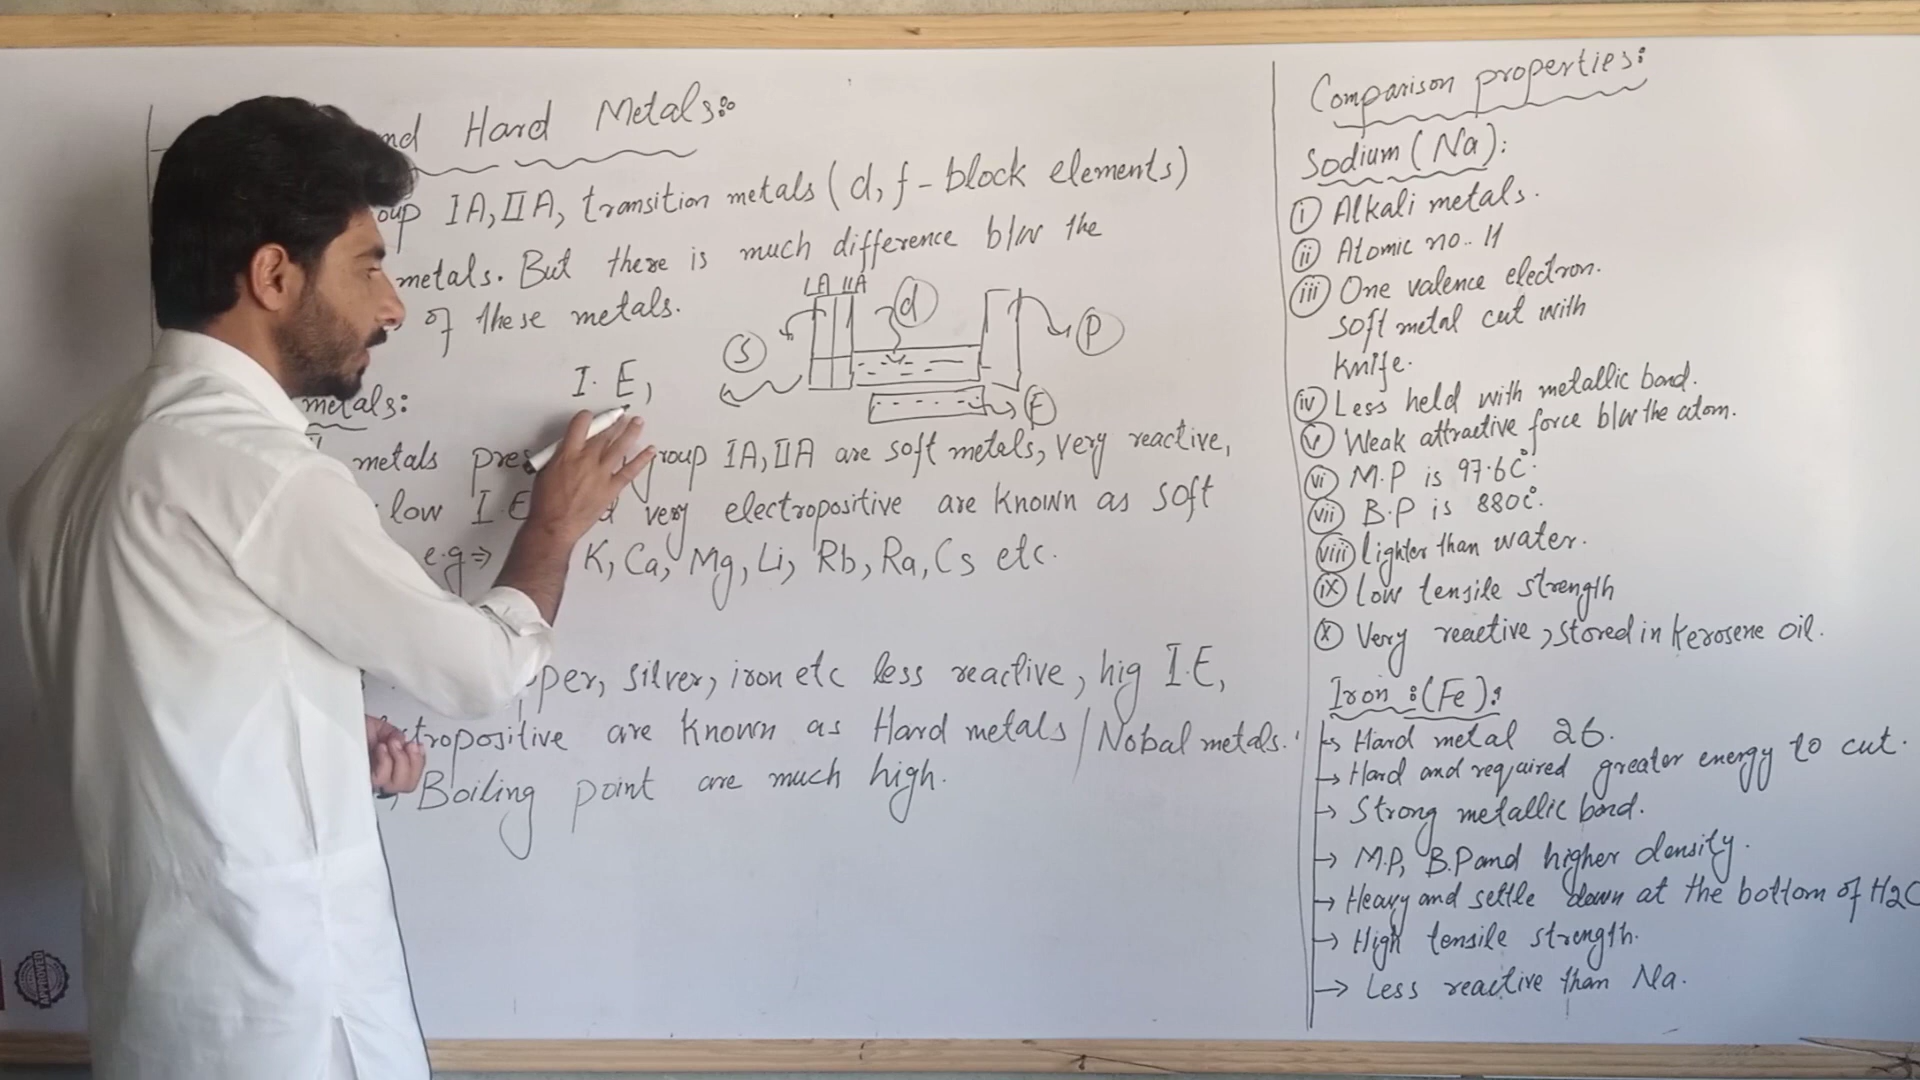 and Hard Metals:
oup IA, IIA, transition metals (d, f - block elements)
metals. But there is much difference b/w the
of these metals.
IA IIA
d
S
P
F
I.E,
metals:
metals pres group IA, IIA are soft metals, very reactive,
low I.E very electropositive are known as soft
e.g ⇒ K, Ca, Mg, Li, Rb, Ra, Cs etc.
pper, silver, iron etc less reactive, hig I.E,
ctropositive are known as Hard metals / Nobal metals.
Boiling point are much high.
Comparison properties:
Sodium (Na):
(i) Alkali metals.
(ii) Atomic no.. 11
(iii) One valence electron.
soft metal cut with
knife.
(iv) Less held with metallic bond.
(v) Weak attractive force b/w the atom.
(vi) M.P is 97.6C°.
(vii) B.P is 880C°.
(viii) lighter than water.
(ix) low tensile strength
(x) Very reactive, stored in kerosene oil.
Iron :(Fe):
↳ Hard metal 26.
→ Hard and required greater energy to cut.
→ Strong metallic bond.
→ M.P, B.P and higher density.
→ Heavy and settle down at the bottom of H2O
→ High tensile strength.
→ Less reactive than Na.
APPROVED